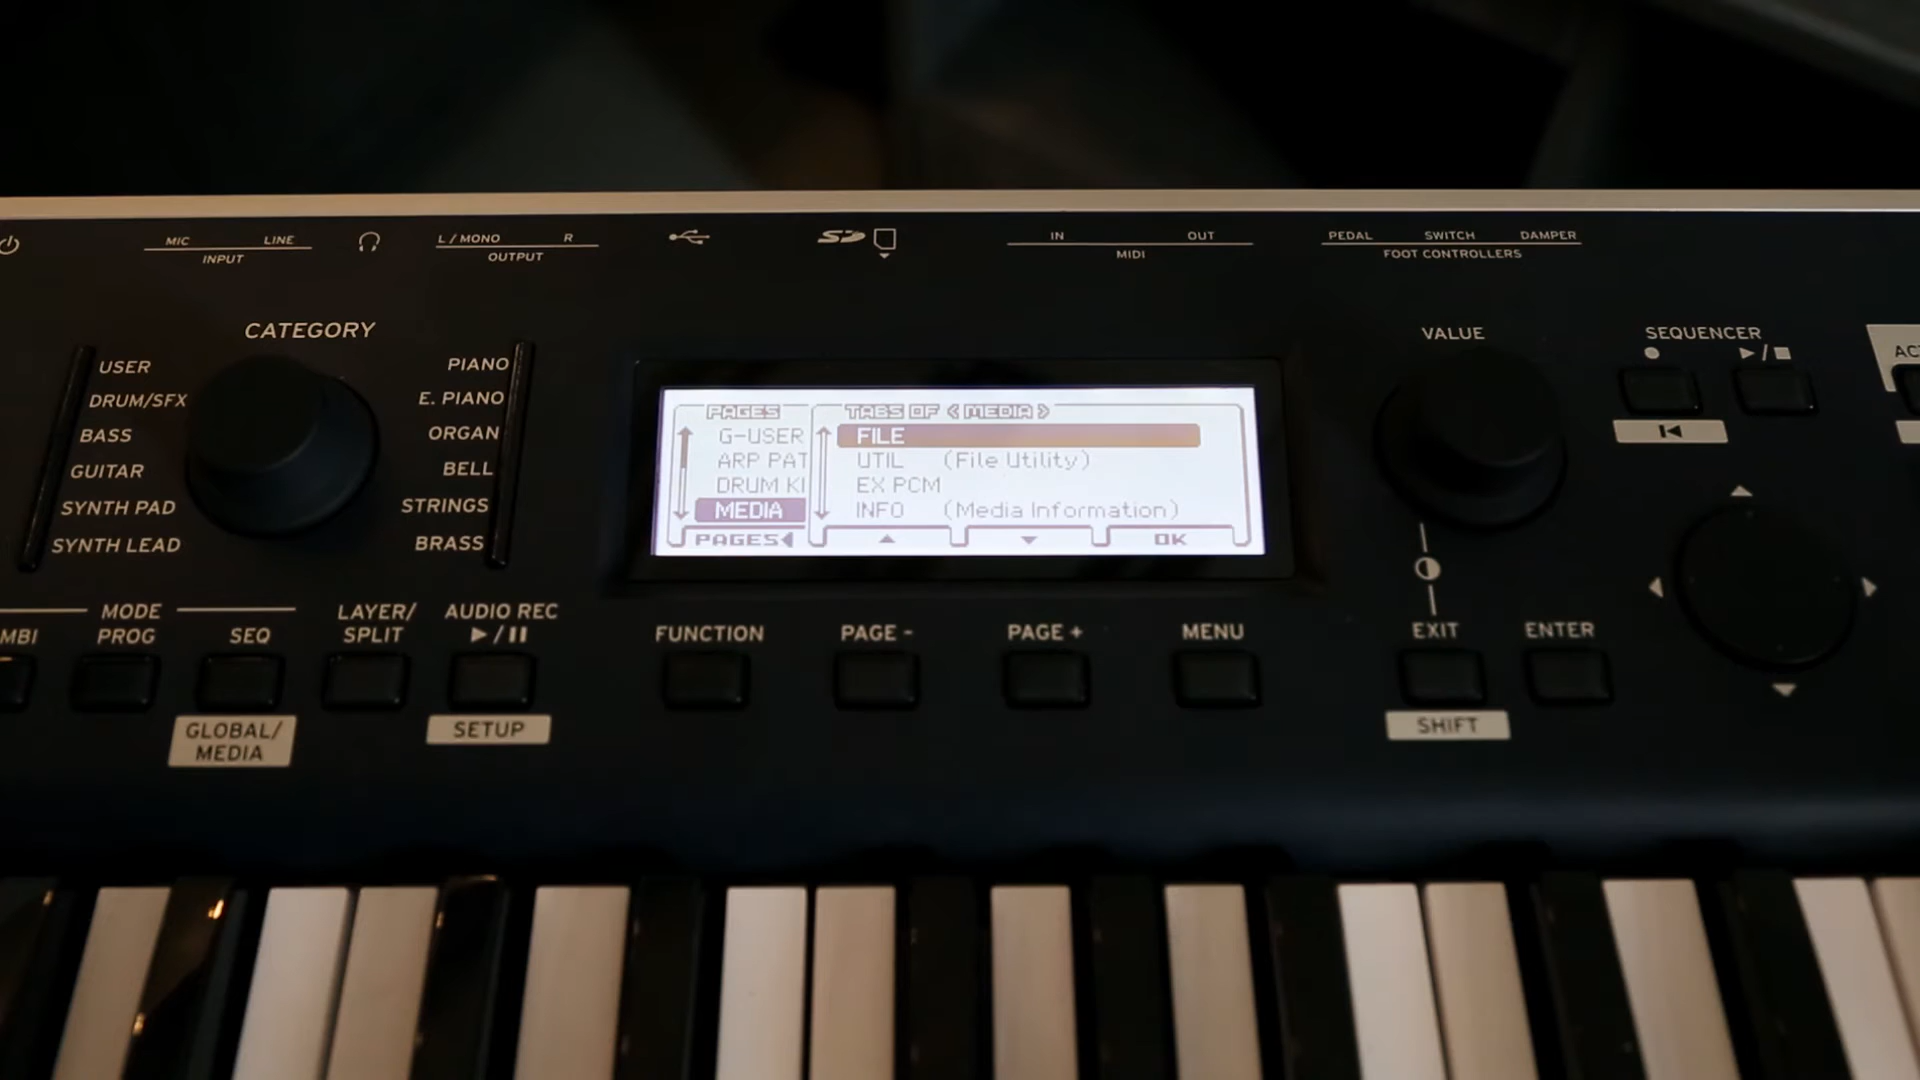 MIC LINE
INPUT
L / MONO R
OUTPUT
SD
IN OUT
MIDI
PEDAL SWITCH DAMPER
FOOT CONTROLLERS
CATEGORY
USER
DRUM/SFX
BASS
GUITAR
SYNTH PAD
SYNTH LEAD
PIANO
E. PIANO
ORGAN
BELL
STRINGS
BRASS
PAGES
G-USER
ARP PAT
DRUM KI
MEDIA
PAGES
TABS OF < MEDIA >
FILE
UTIL (File Utility)
EX PCM
INFO (Media Information)
OK
VALUE
SEQUENCER
AC
MBI
MODE
PROG
SEQ
LAYER/
SPLIT
AUDIO REC
GLOBAL/
MEDIA
SETUP
FUNCTION
PAGE -
PAGE +
MENU
EXIT
ENTER
SHIFT